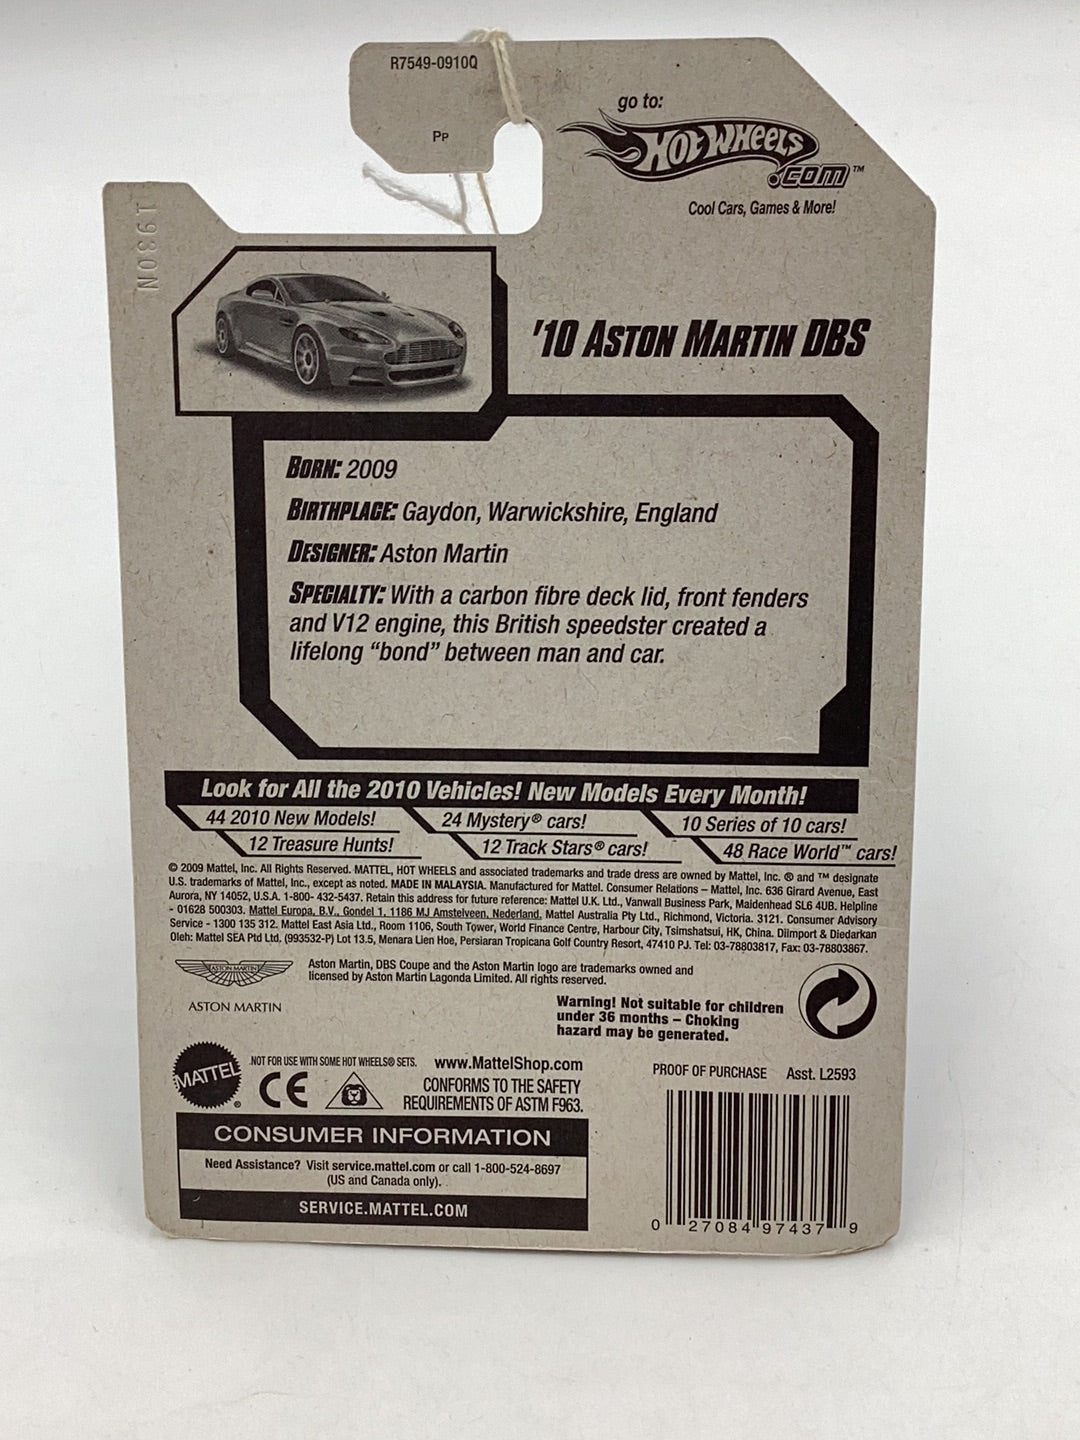 R7549-0910Q
PP
go to:
HOT WHEELS
.COM™
Cool Cars, Games & More!
1930N
'10 ASTON MARTIN DBS
BORN: 2009
BIRTHPLACE: Gaydon, Warwickshire, England
DESIGNER: Aston Martin
SPECIALTY: With a carbon fibre deck lid, front fenders
and V12 engine, this British speedster created a
lifelong “bond” between man and car.
Look for All the 2010 Vehicles! New Models Every Month!
44 2010 New Models!
24 Mystery® cars!
10 Series of 10 cars!
12 Treasure Hunts!
12 Track Stars® cars!
48 Race World™ cars!
© 2009 Mattel, Inc. All Rights Reserved. MATTEL, HOT WHEELS and associated trademarks and trade dress are owned by Mattel, Inc. ® and ™ designate
U.S. trademarks of Mattel, Inc., except as noted. MADE IN MALAYSIA. Manufactured for Mattel. Consumer Relations – Mattel, Inc. 636 Girard Avenue, East
Aurora, NY 14052, U.S.A. 1-800- 432-5437. Retain this address for future reference: Mattel U.K. Ltd., Vanwall Business Park, Maidenhead SL6 4UB. Helpline
- 01628 500303. Mattel Europa, B.V., Gondel 1, 1186 MJ Amstelveen, Nederland. Mattel Australia Pty Ltd., Richmond, Victoria. 3121. Consumer Advisory
Service - 1300 135 312. Mattel East Asia Ltd., Room 1106, South Tower, World Finance Centre, Harbour City, Tsimshatsui, HK, China. Diimport & Diedarkan
Oleh: Mattel SEA Ptd Ltd, (993532-P) Lot 13.5, Menara Lien Hoe, Persiaran Tropicana Golf Country Resort, 47410 PJ. Tel: 03-78803817, Fax: 03-78803867.
ASTON MARTIN
Aston Martin, DBS Coupe and the Aston Martin logo are trademarks owned and
licensed by Aston Martin Lagonda Limited. All rights reserved.
ASTON MARTIN
Warning! Not suitable for children
under 36 months – Choking
hazard may be generated.
MATTEL®
NOT FOR USE WITH SOME HOT WHEELS® SETS.
www.MattelShop.com
CE
CONFORMS TO THE SAFETY
REQUIREMENTS OF ASTM F963.
PROOF OF PURCHASE Asst. L2593
CONSUMER INFORMATION
Need Assistance? Visit service.mattel.com or call 1-800-524-8697
(US and Canada only).
SERVICE.MATTEL.COM
0 27084 97437 9